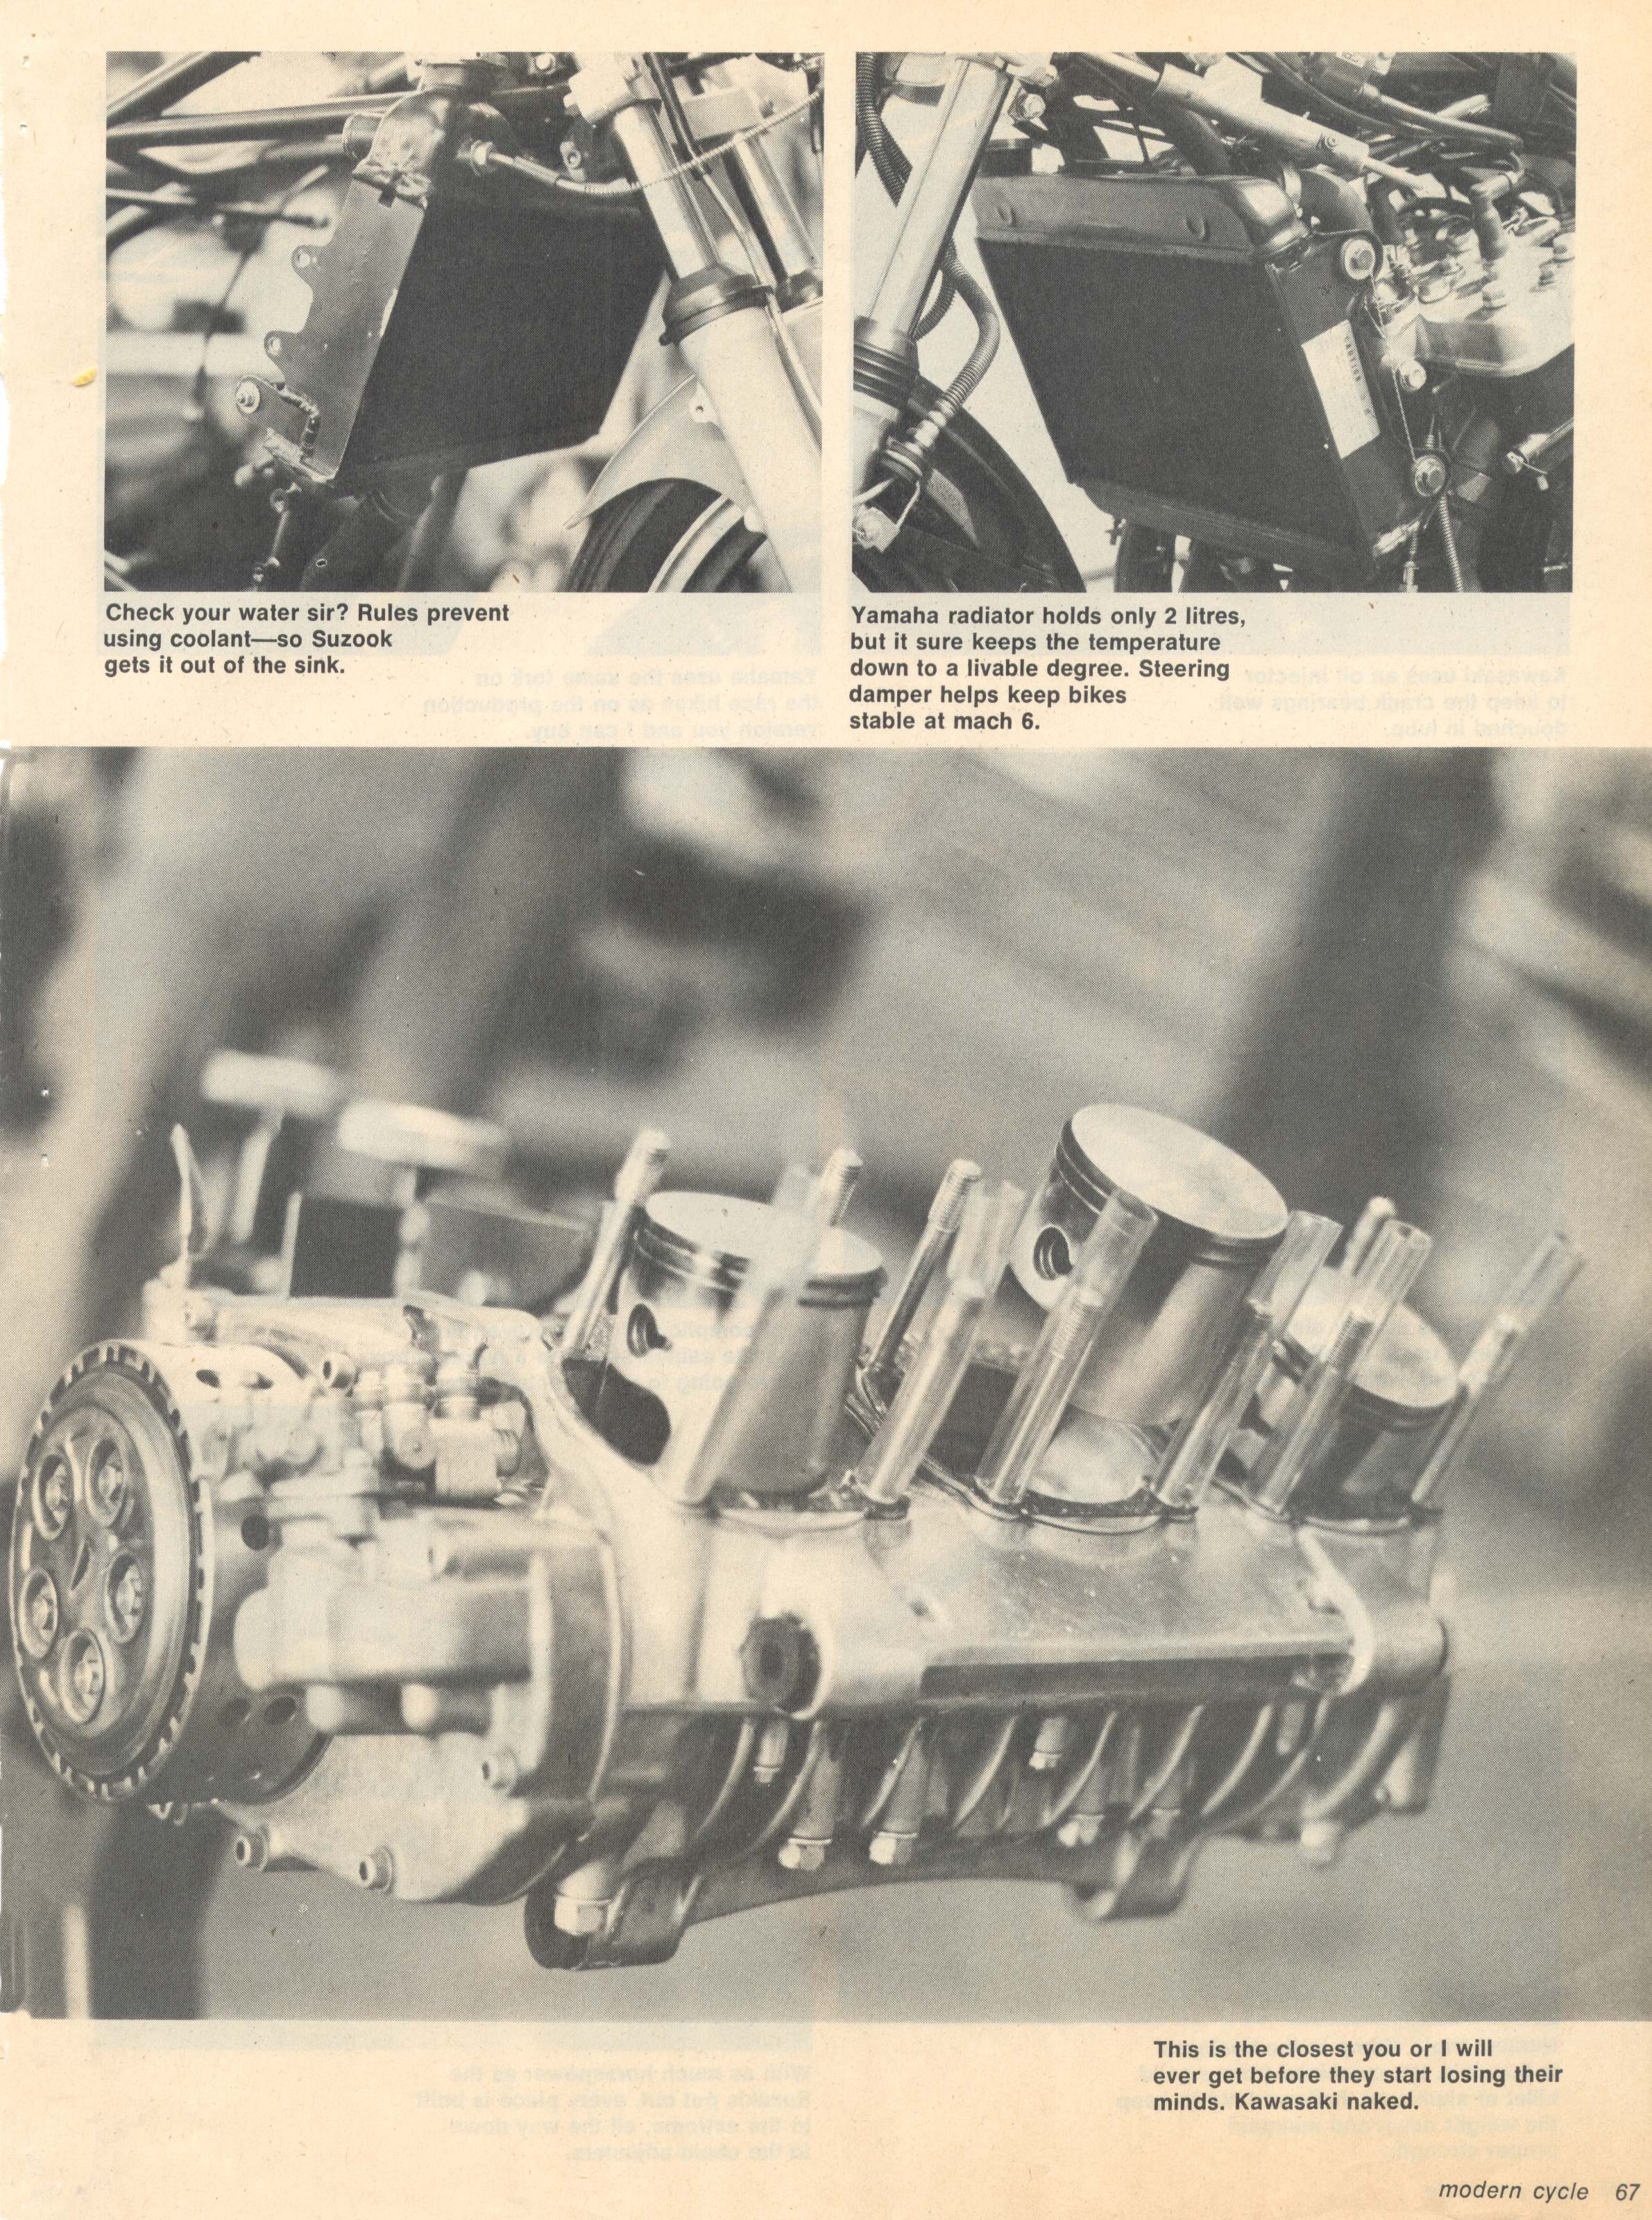 CAUTION
Check your water sir? Rules prevent
using coolant—so Suzook
gets it out of the sink.
Yamaha radiator holds only 2 litres,
but it sure keeps the temperature
down to a livable degree. Steering
damper helps keep bikes
stable at mach 6.
This is the closest you or I will
ever get before they start losing their
minds. Kawasaki naked.
modern cycle 67